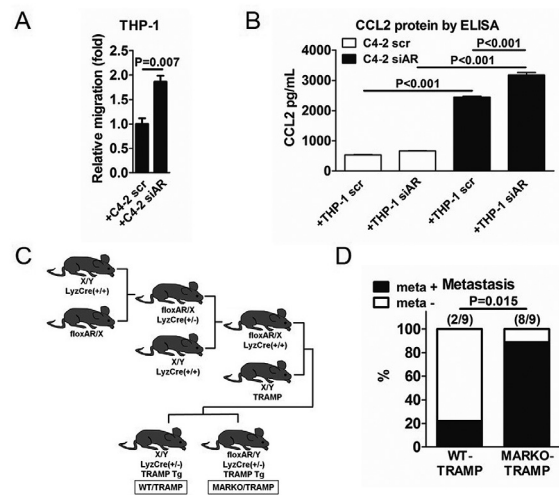 A
THP-1
Relative migration (fold)
2.5
2.0
1.5
1.0
0.5
0.0
P=0.007
+C4-2 scr
+C4-2 siAR
B
CCL2 protein by ELISA
C4-2 scr
C4-2 siAR
P<0.001
P<0.001
P<0.001
CCL2 pg/mL
4000
3000
2000
1000
0
+THP-1 scr
+THP-1 siAR
+THP-1 scr
+THP-1 siAR
C
X/Y
LyzCre(+/+)
floxAR/X
floxAR/X
LyzCre(+/-)
X/Y
LyzCre(+/+)
floxAR/X
LyzCre(+/+)
X/Y
TRAMP
X/Y
LyzCre(+/-)
TRAMP Tg
WT/TRAMP
floxAR/Y
LyzCre(+/-)
TRAMP Tg
MARKO/TRAMP
D
meta +
meta -
Metastasis
P=0.015
(2/9)
(8/9)
%
100
80
60
40
20
0
WT-
TRAMP
MARKO-
TRAMP